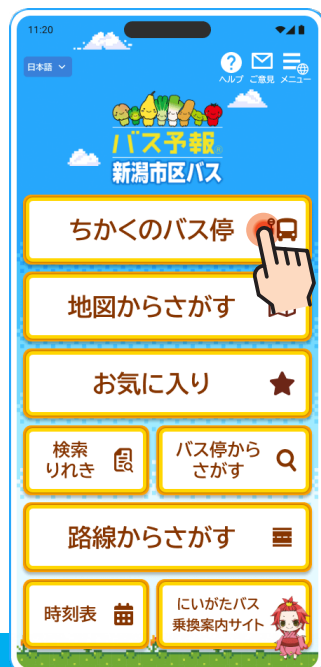 11:20
日本語
ヘルプ ご意見 メニュー
バス予報®
新潟市区バス
ちかくのバス停
地図からさがす
お気に入り
検索
りれき
バス停から
さがす
路線からさがす
時刻表
にいがたバス
乗換案内サイト